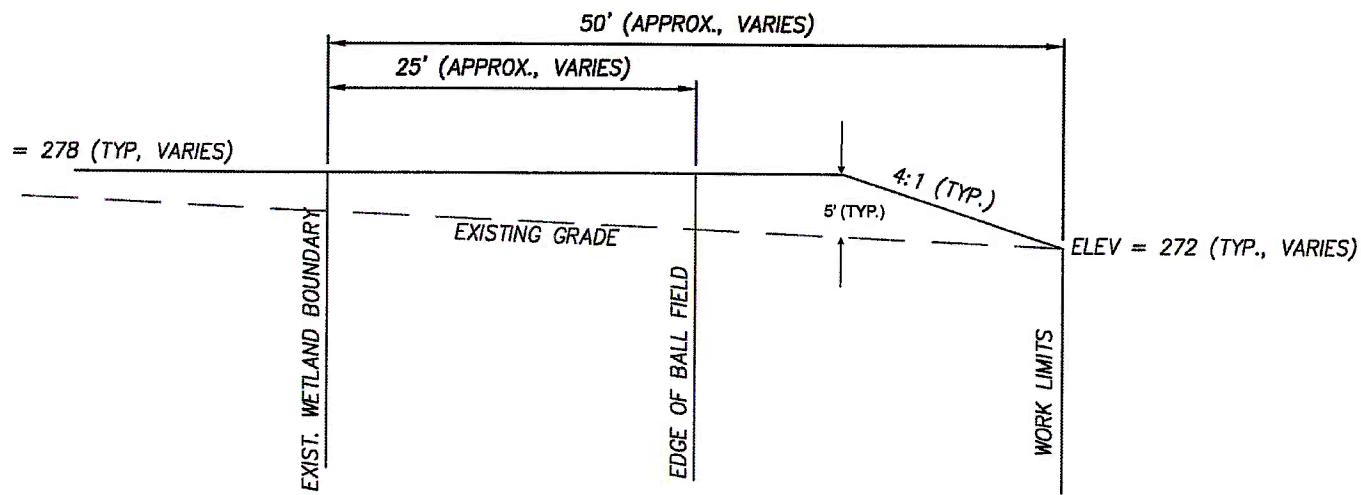 50' (APPROX., VARIES)
25' (APPROX., VARIES)
= 278 (TYP, VARIES)
4:1 (TYP.)
5' (TYP.)
EXISTING GRADE
ELEV = 272 (TYP., VARIES)
EXIST. WETLAND BOUNDARY
EDGE OF BALL FIELD
WORK LIMITS